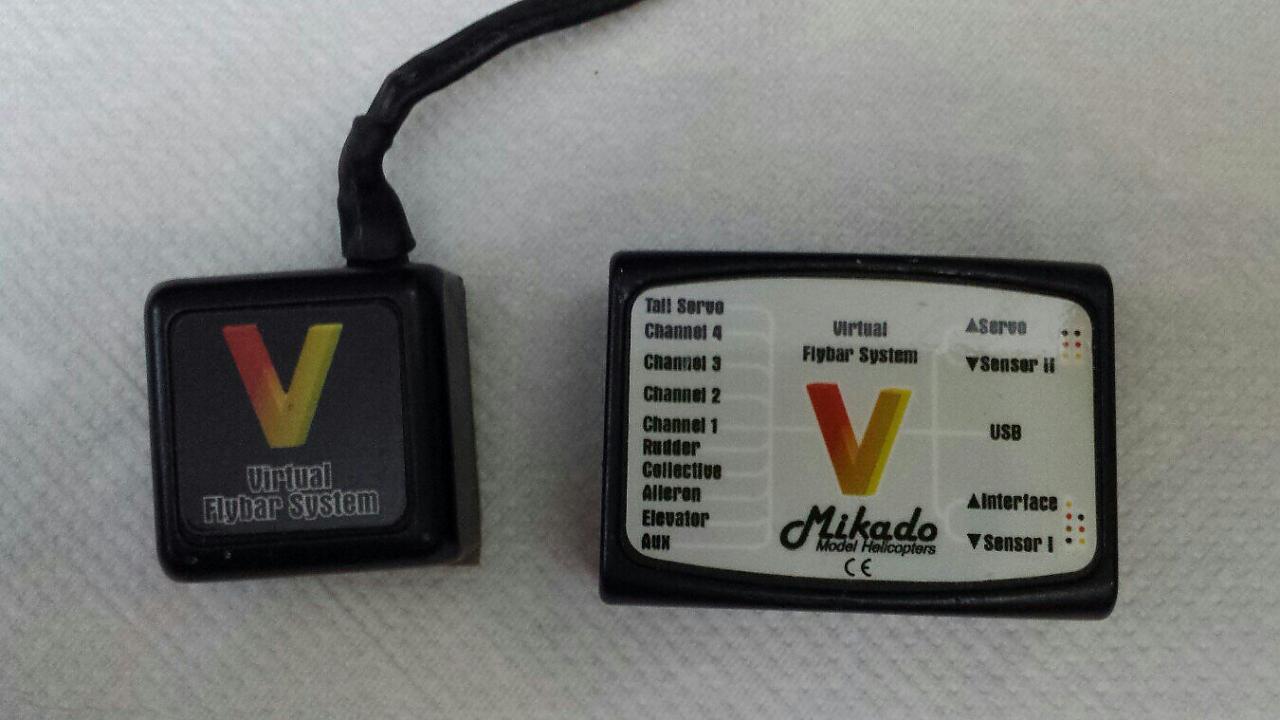 V
Virtual
Flybar System
Tail Servo
Channel 4
Channel 3
Channel 2
Channel 1
Rudder
Collective
Aileron
Elevator
Aux
Virtual
Flybar System
V
Mikado
Model Helicopters
CE
▲Servo
▼Sensor II
USB
▲Interface
▼Sensor I